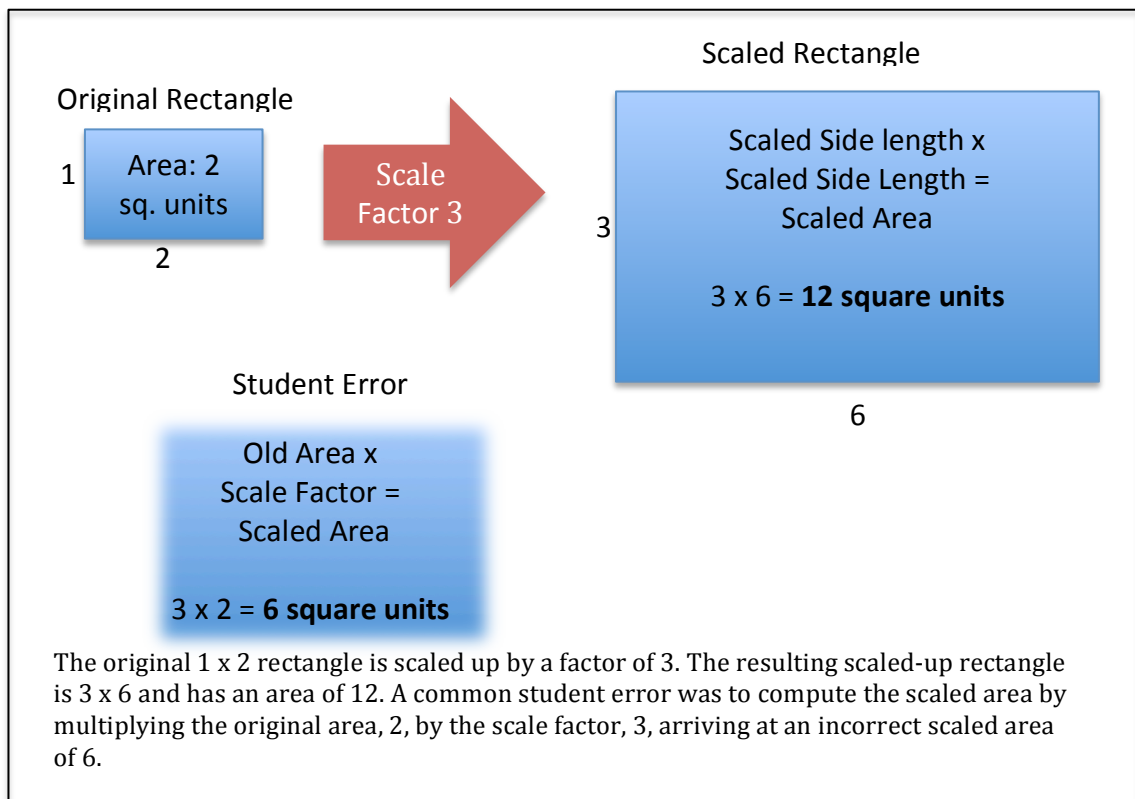 Scaled Rectangle
Original Rectangle
1
Area: 2
sq. units
2
Scale
Factor 3
3
Scaled Side length x
Scaled Side Length =
Scaled Area
3 x 6 = 12 square units
6
Student Error
Old Area x
Scale Factor =
Scaled Area
3 x 2 = 6 square units
The original 1 x 2 rectangle is scaled up by a factor of 3. The resulting scaled-up rectangle
is 3 x 6 and has an area of 12. A common student error was to compute the scaled area by
multiplying the original area, 2, by the scale factor, 3, arriving at an incorrect scaled area
of 6.